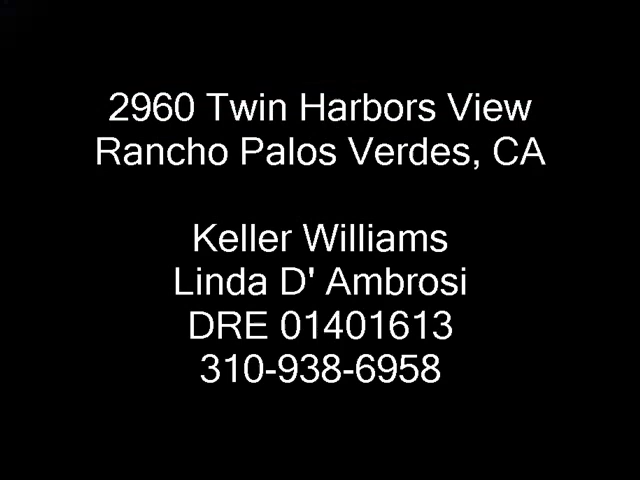 2960 Twin Harbors View
Rancho Palos Verdes, CA
Keller Williams
Linda D' Ambrosi
DRE 01401613
310-938-6958